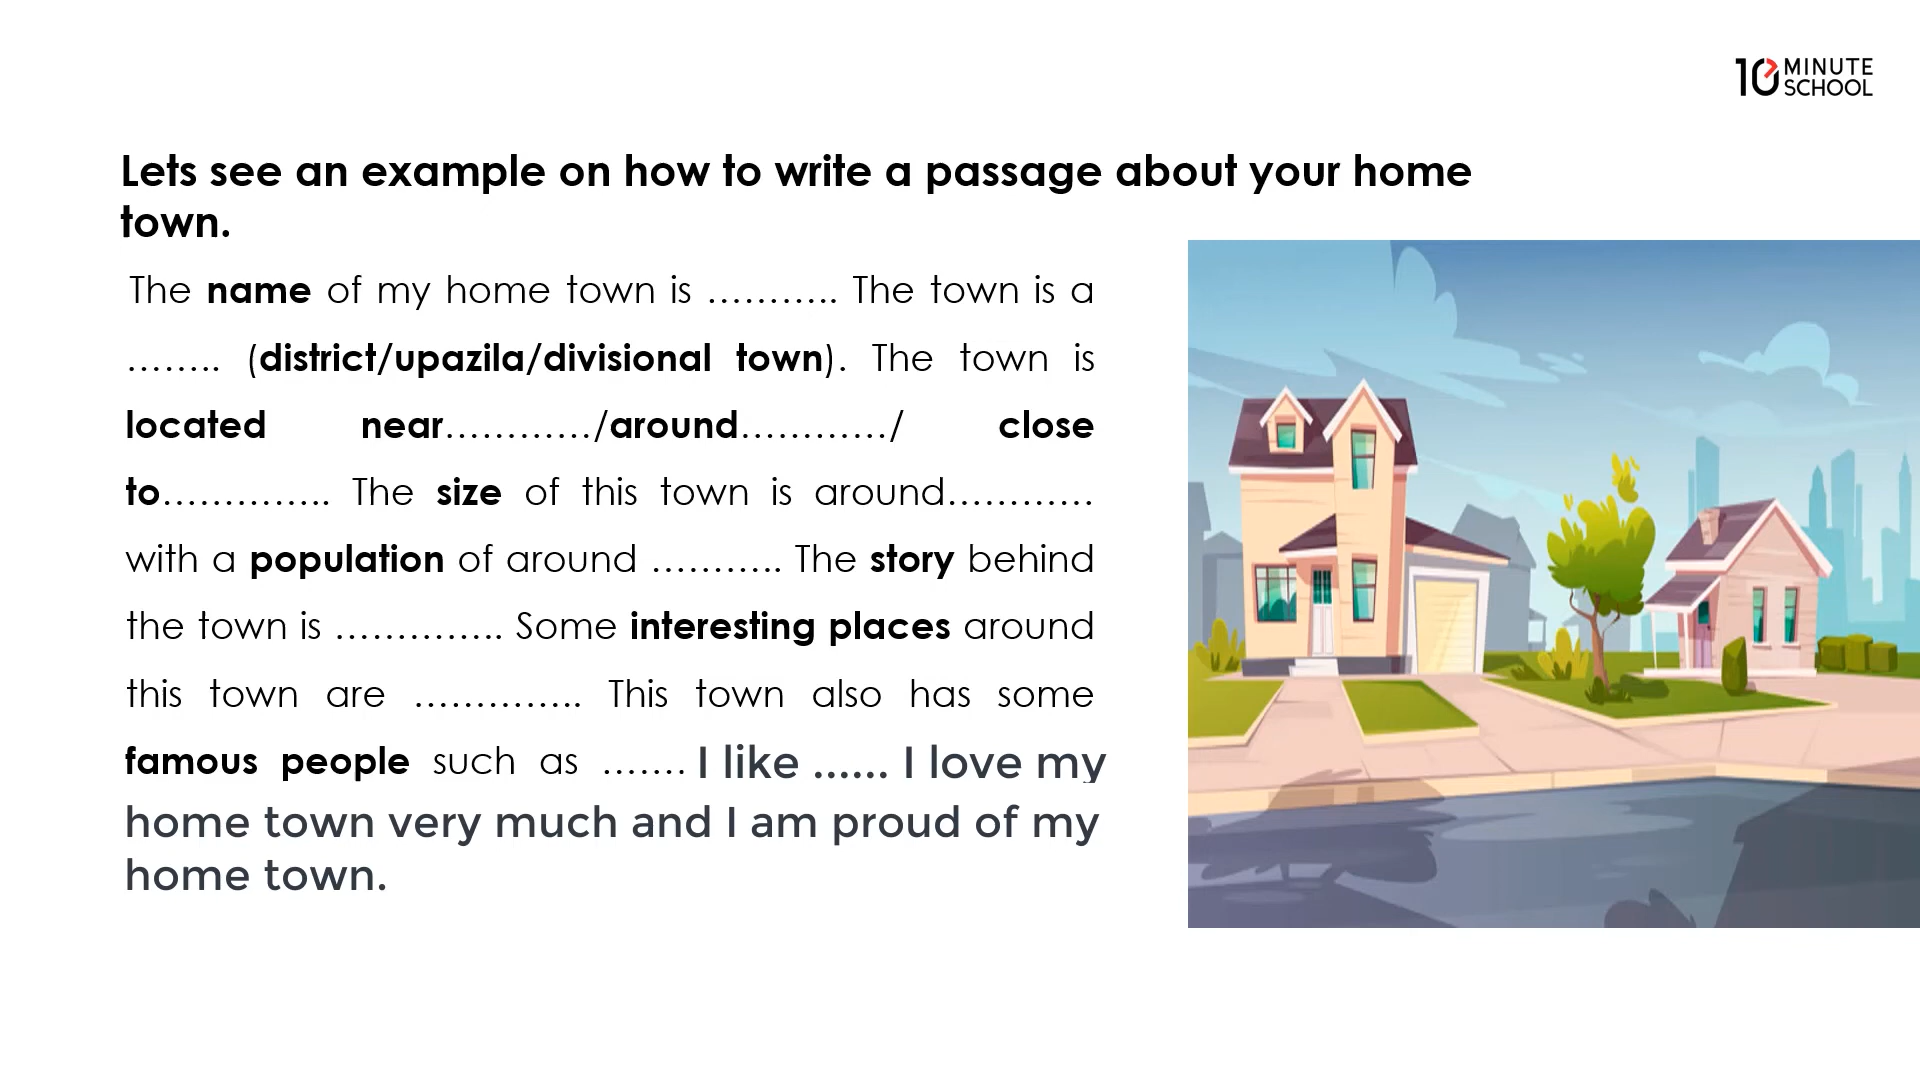 10 MINUTE
SCHOOL
Lets see an example on how to write a passage about your home
town.
The name of my home town is ……….. The town is a
…….. (district/upazila/divisional town). The town is
located near…………/around…………/ close
to………….. The size of this town is around…………
with a population of around ……….. The story behind
the town is ………….. Some interesting places around
this town are ………….. This town also has some
famous people such as ……. I like ...... I love my
home town very much and I am proud of my
home town.